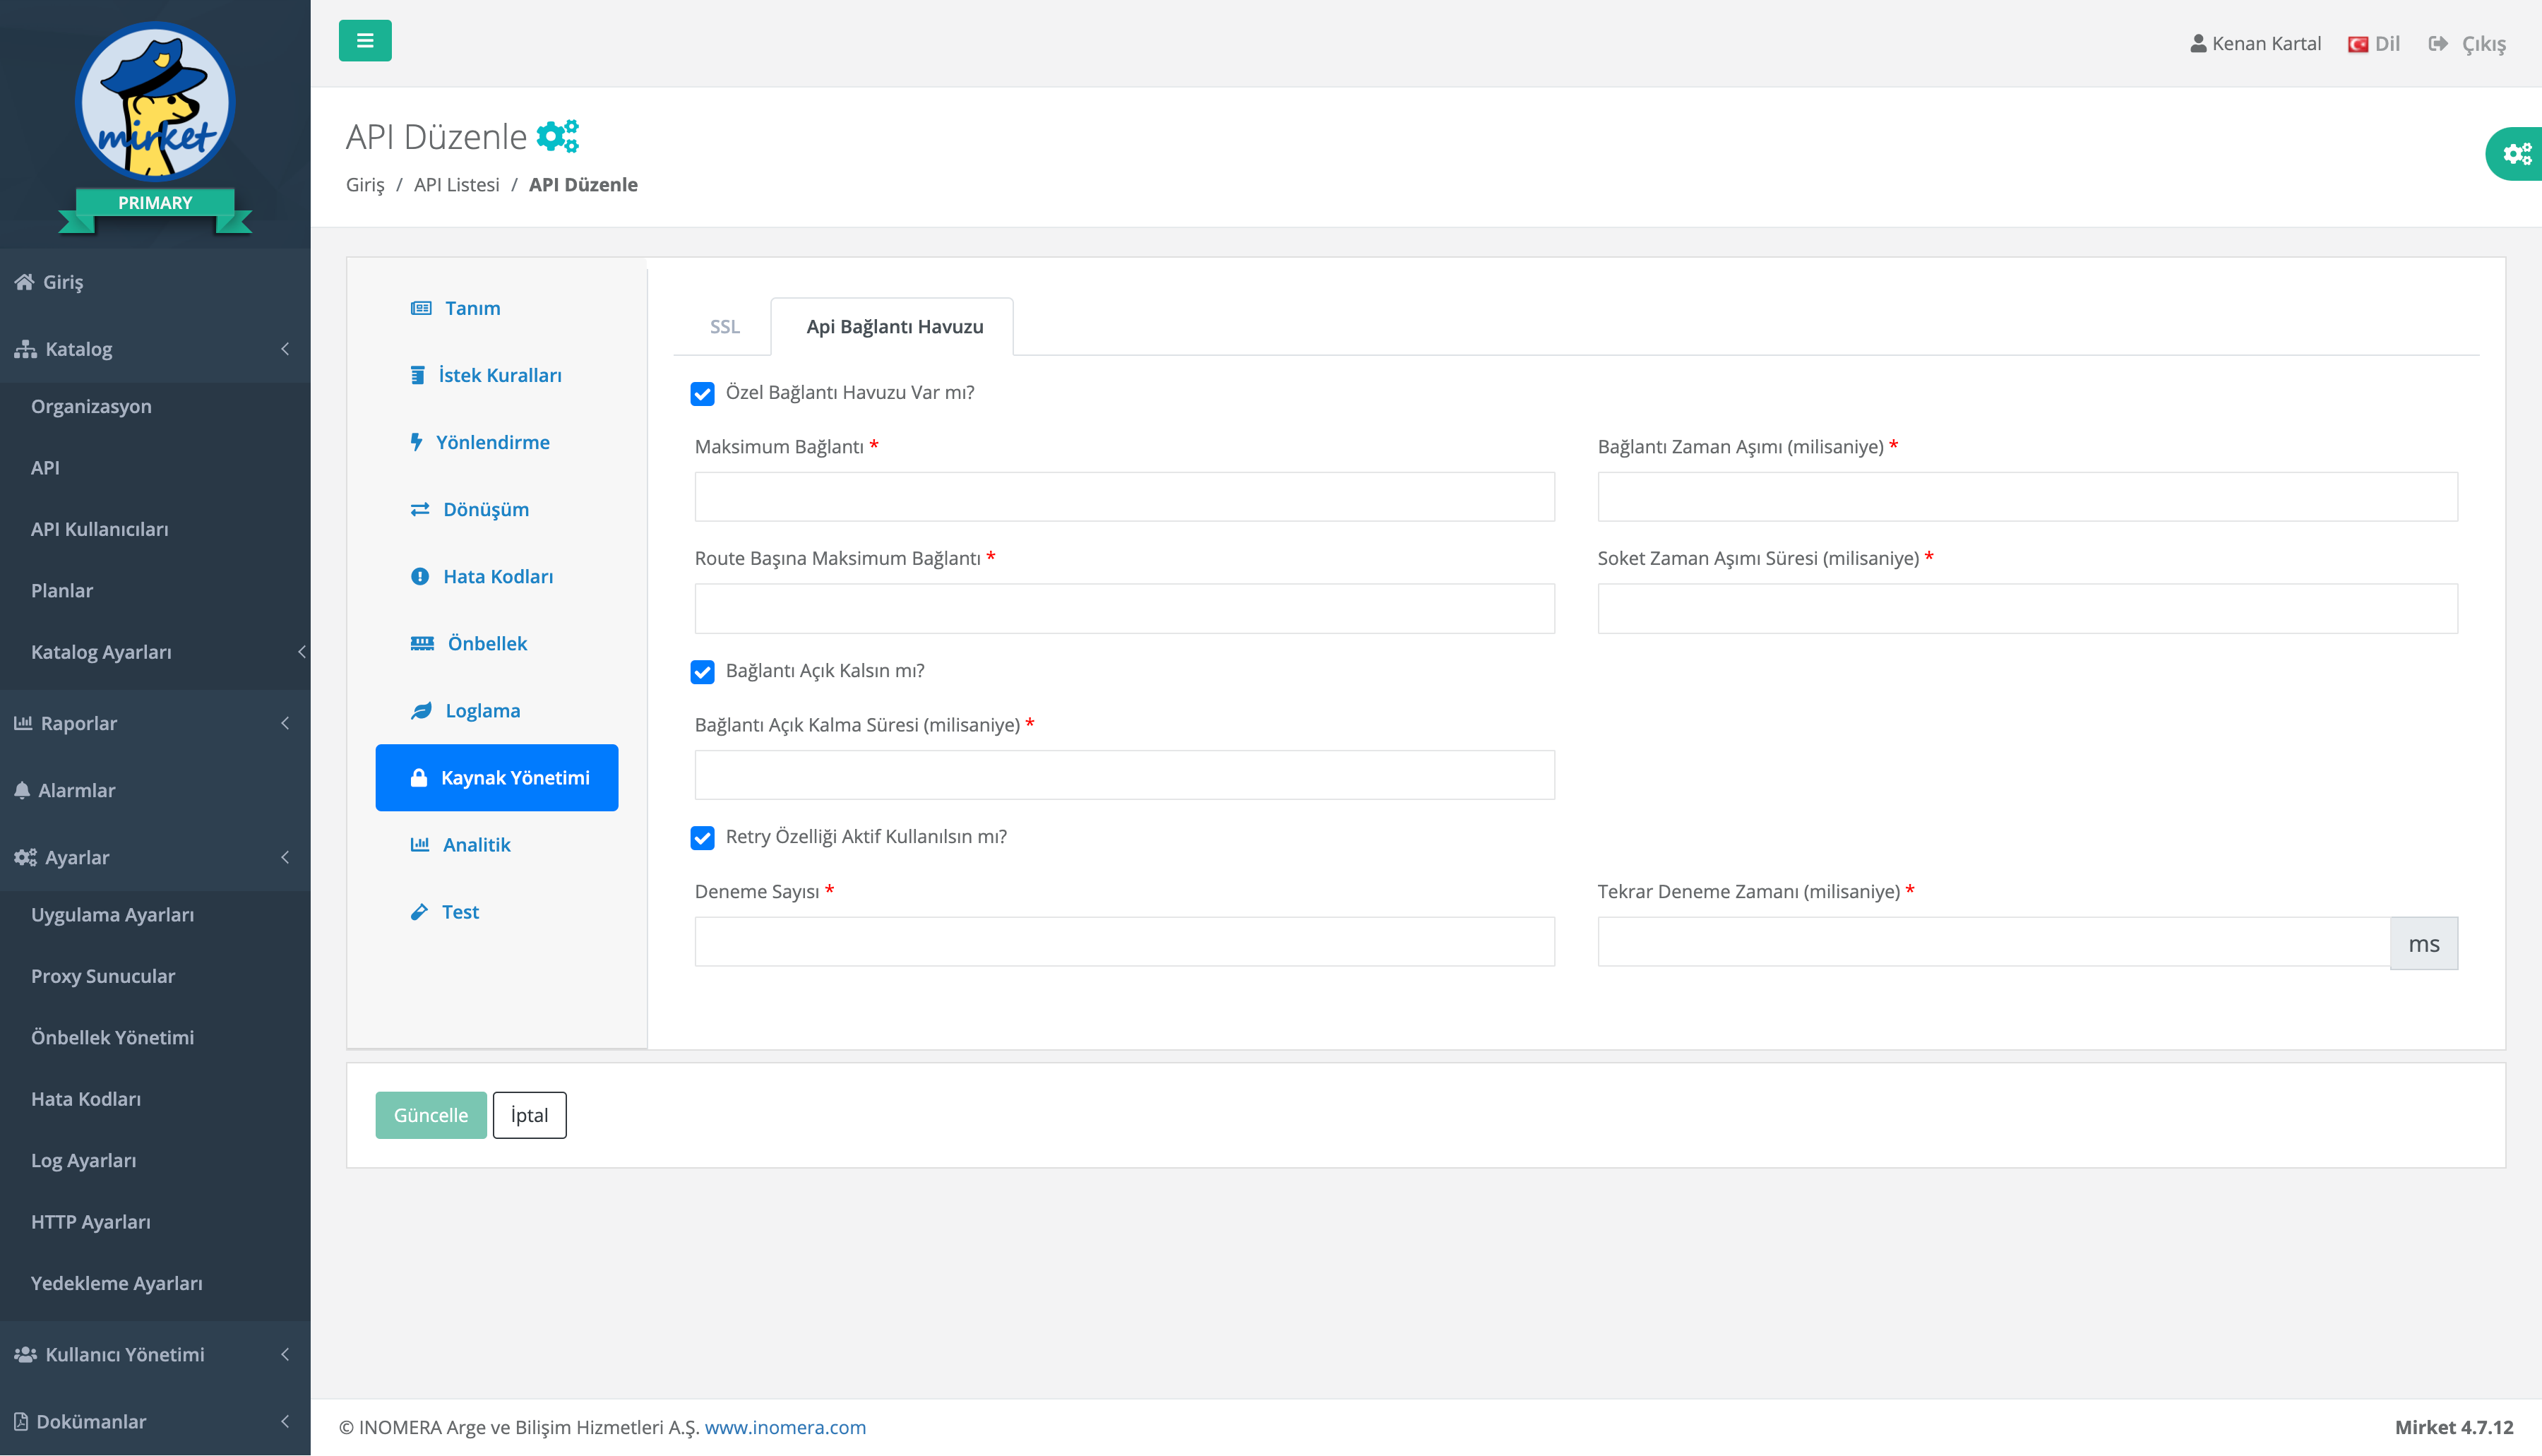 mirket
PRIMARY
Giriş
Katalog
Organizasyon
API
API Kullanıcıları
Planlar
Katalog Ayarları
Raporlar
Alarmlar
Ayarlar
Uygulama Ayarları
Proxy Sunucular
Önbellek Yönetimi
Hata Kodları
Log Ayarları
HTTP Ayarları
Yedekleme Ayarları
Kullanıcı Yönetimi
Dokümanlar
Kenan Kartal Dil Çıkış
API Düzenle
Giriş / API Listesi / API Düzenle
Tanım
İstek Kuralları
Yönlendirme
Dönüşüm
Hata Kodları
Önbellek
Loglama
Kaynak Yönetimi
Analitik
Test
SSL Api Bağlantı Havuzu
Özel Bağlantı Havuzu Var mı?
Maksimum Bağlantı * Bağlantı Zaman Aşımı (milisaniye) *
Route Başına Maksimum Bağlantı * Soket Zaman Aşımı Süresi (milisaniye) *
Bağlantı Açık Kalsın mı?
Bağlantı Açık Kalma Süresi (milisaniye) *
Retry Özelliği Aktif Kullanılsın mı?
Deneme Sayısı * Tekrar Deneme Zamanı (milisaniye) *
ms
Güncelle İptal
© INOMERA Arge ve Bilişim Hizmetleri A.Ş. www.inomera.com Mirket 4.7.12